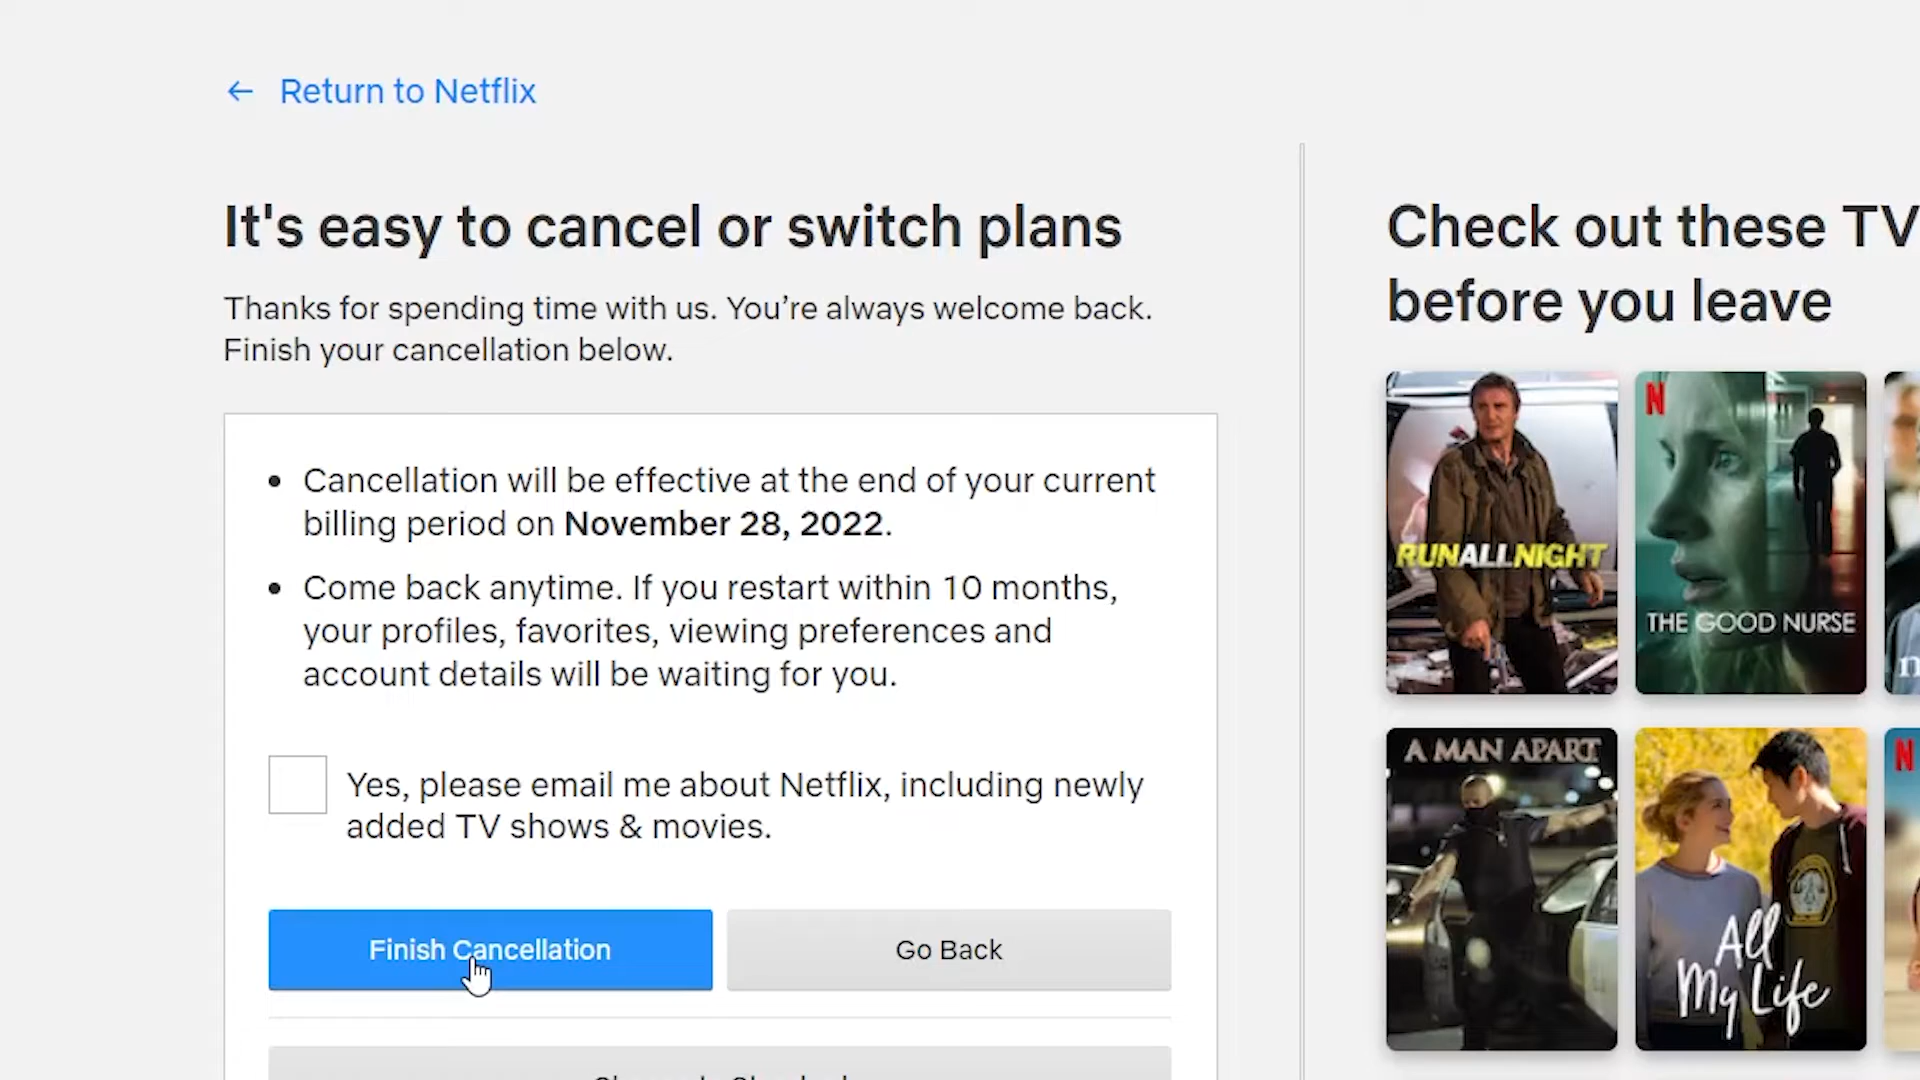 ← Return to Netflix
It's easy to cancel or switch plans
Thanks for spending time with us. You’re always welcome back.
Finish your cancellation below.
• Cancellation will be effective at the end of your current
billing period on November 28, 2022.
• Come back anytime. If you restart within 10 months,
your profiles, favorites, viewing preferences and
account details will be waiting for you.
Yes, please email me about Netflix, including newly
added TV shows & movies.
Finish Cancellation
Go Back
Check out these TV
before you leave
RUN ALL NIGHT
N
THE GOOD NURSE
A MAN APART
All
My Life
N